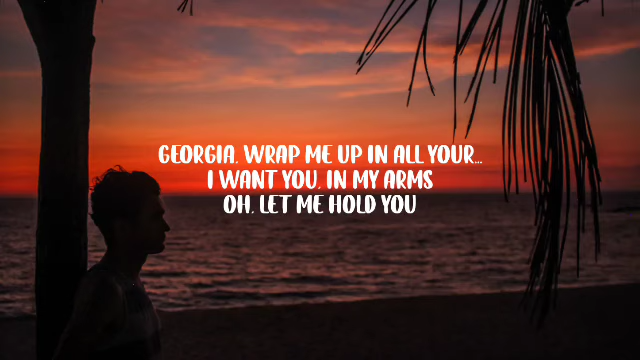 GEORGIA, WRAP ME UP IN ALL YOUR...
I WANT YOU, IN MY ARMS
OH, LET ME HOLD YOU